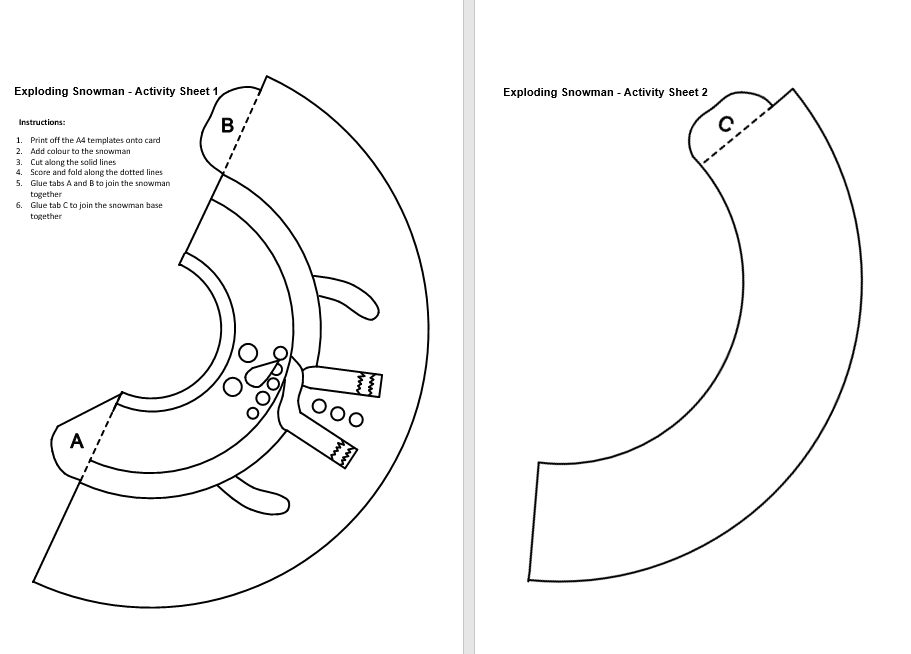 Exploding Snowman - Activity Sheet 1
B
Instructions:
1. Print off the A4 templates onto card
2. Add colour to the snowman
3. Cut along the solid lines
4. Score and fold along the dotted lines
5. Glue tabs A and B to join the snowman
together
6. Glue tab C to join the snowman base
together
A
Exploding Snowman - Activity Sheet 2
C